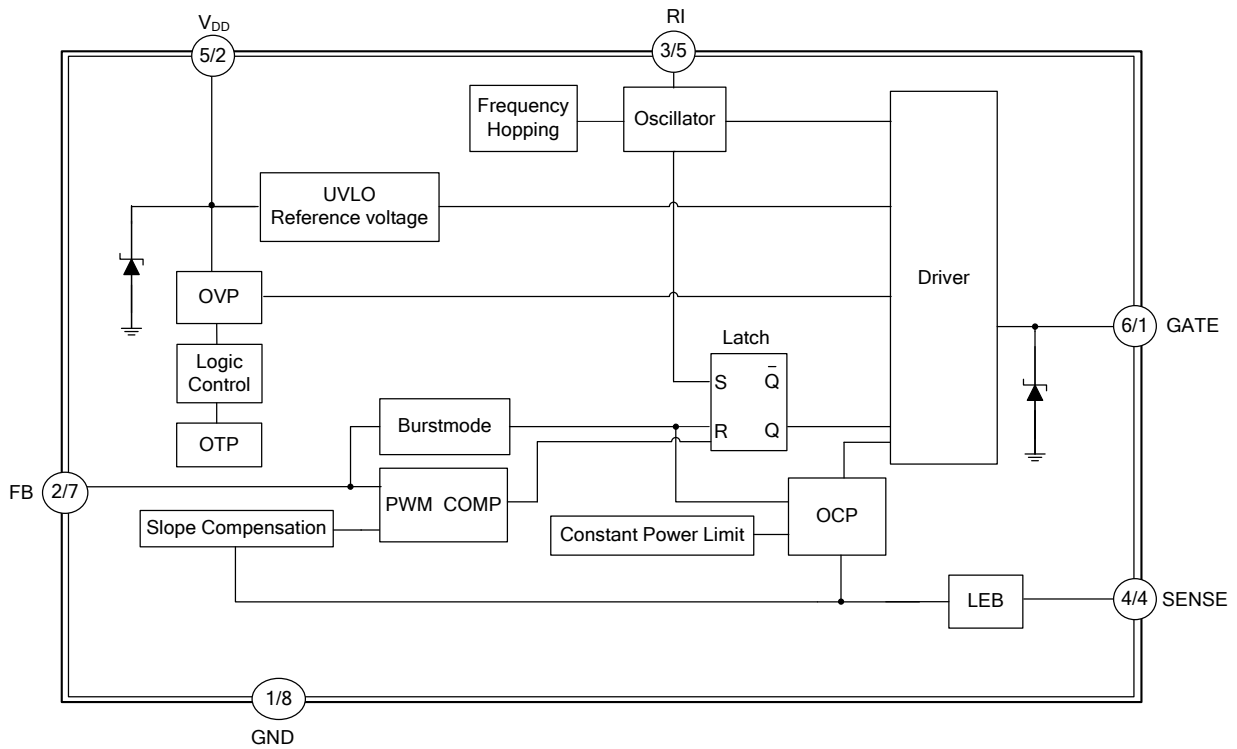 VDD
RI
5/2
3/5
Frequency
Hopping
Oscillator
UVLO
Reference voltage
Driver
OVP
6/1
GATE
Latch
Logic
Control
S
Q̅
Burstmode
R
Q
OTP
FB
2/7
PWM COMP
OCP
Slope Compensation
Constant Power Limit
LEB
4/4
SENSE
1/8
GND